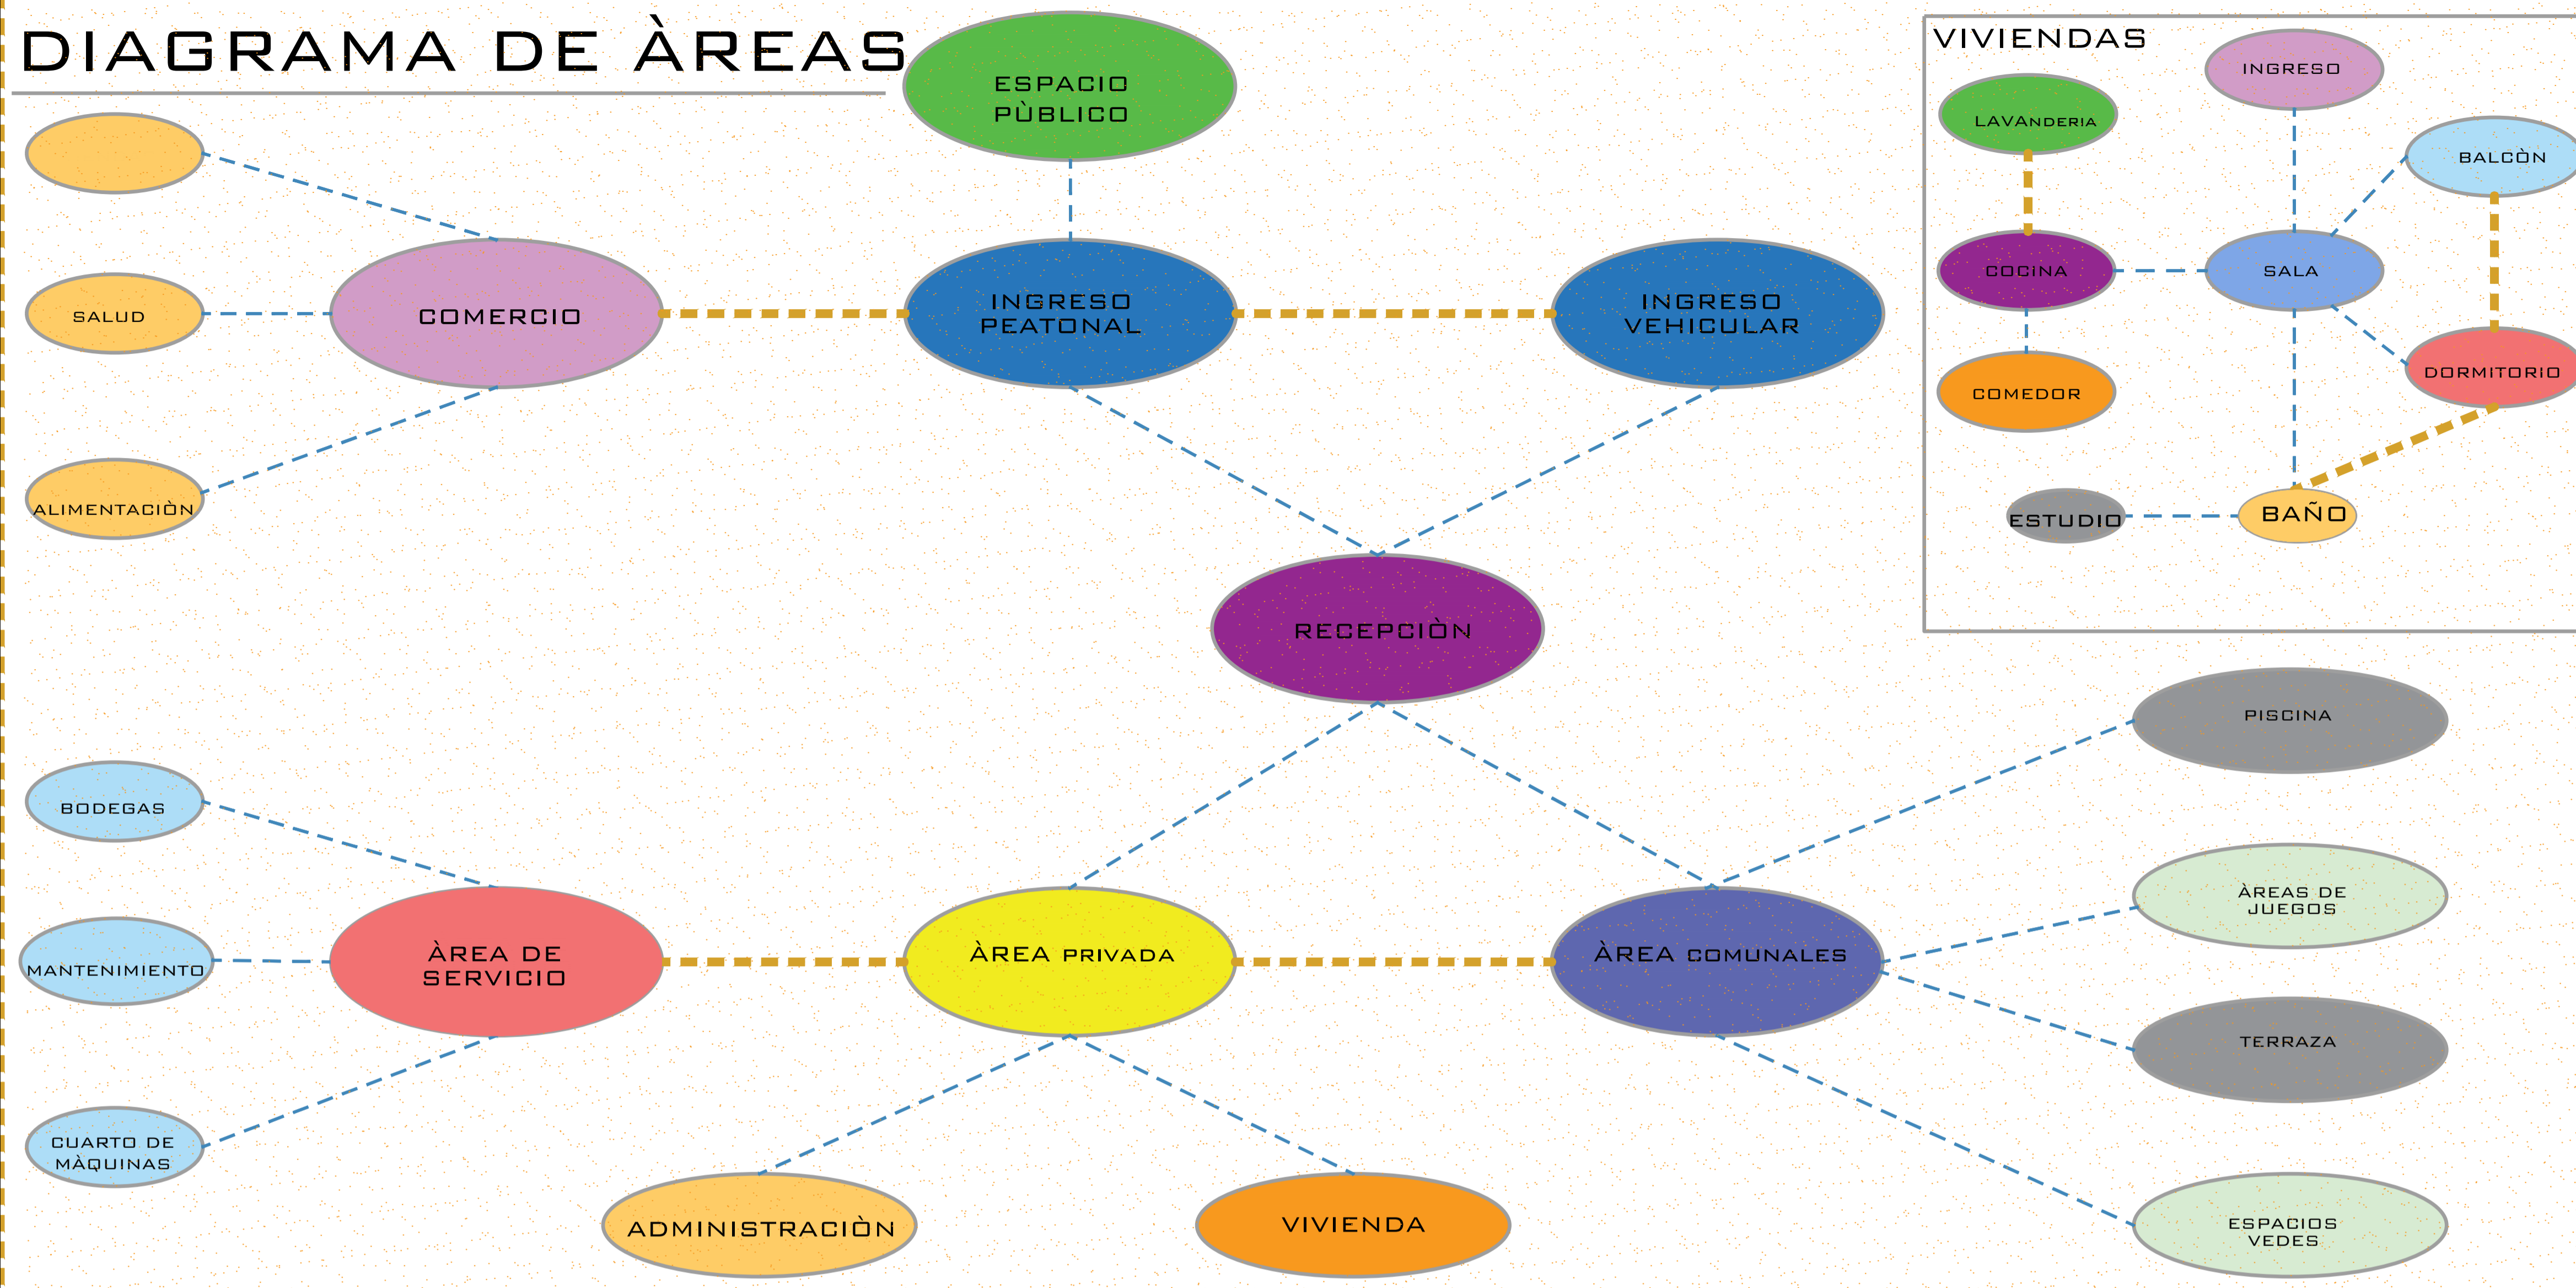 DIAGRAMA DE ÀREAS
ESPACIO
PÙBLICO
SALUD
COMERCIO
INGRESO
PEATONAL
INGRESO
VEHICULAR
ALIMENTACIÒN
RECEPCIÒN
BODEGAS
MANTENIMIENTO
ÀREA DE
SERVICIO
ÀREA PRIVADA
ÀREA COMUNALES
CUARTO DE
MÀQUINAS
ADMINISTRACIÒN
VIVIENDA
PISCINA
ÀREAS DE
JUEGOS
TERRAZA
ESPACIOS
VEDES
VIVIENDAS
INGRESO
LAVAnDERIA
BALCÒN
COCiNA
SALA
COMEDOR
DORMiTORiO
ESTUDIO
BAÑO